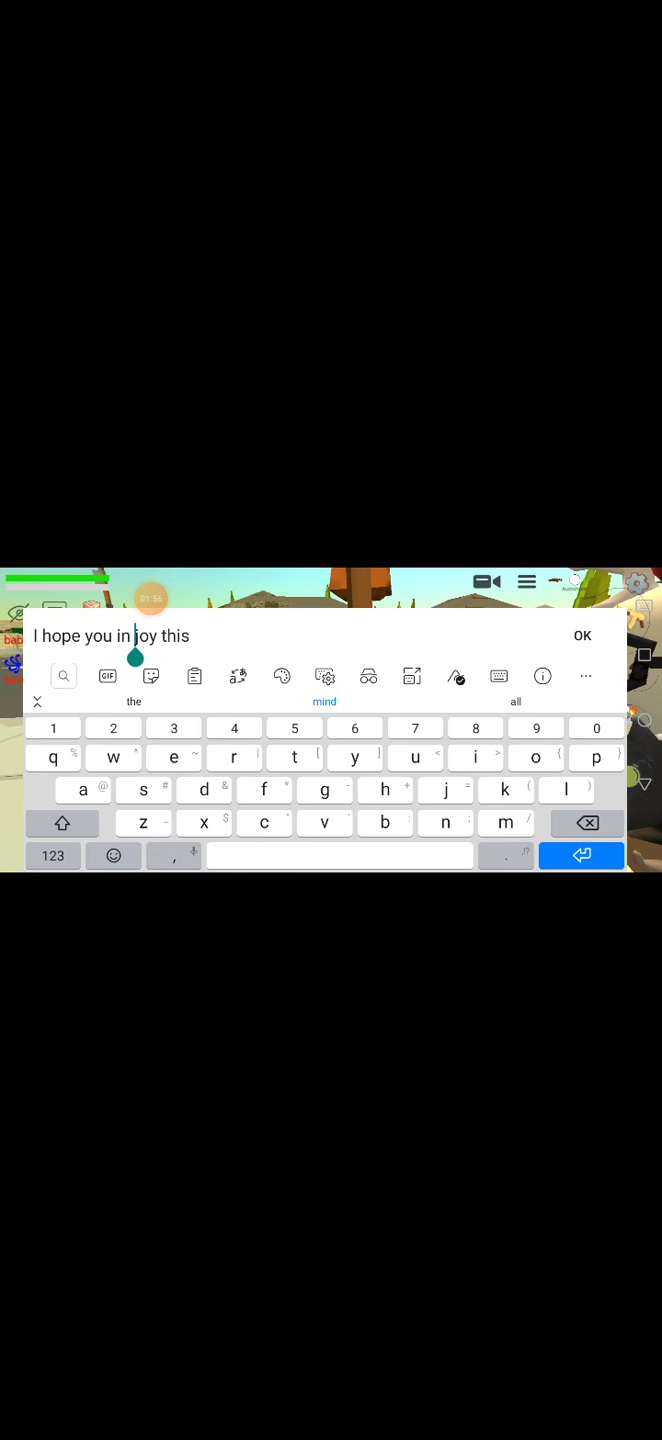 01:56
bab
I hope you in joy this
OK
GIF
the mind all
1 2 3 4 5 6 7 8 9 0
q % w ^ e ~ r | t [ y ] u < i > o { p }
a @ s # d & f * g - h + j = k ( l )
z _ x $ c " v ' b : n ; m /
123 , . ,!?